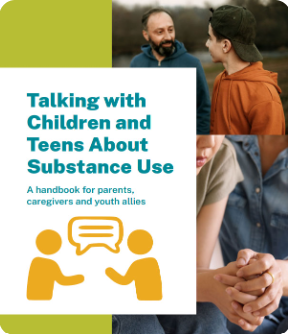 Talking with
Children and
Teens About
Substance Use
A handbook for parents,
caregivers and youth allies